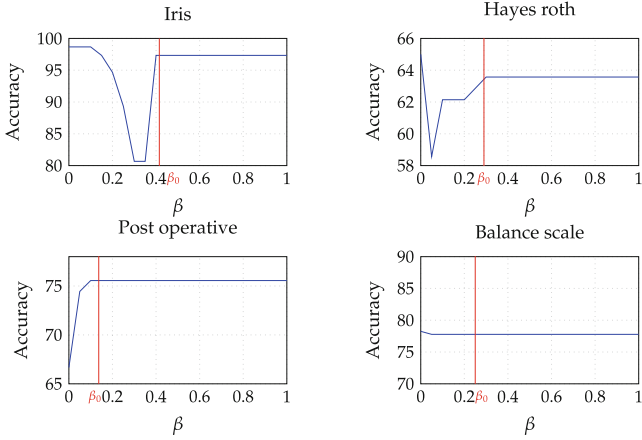 Iris
Accuracy
100
95
90
85
80
0 0.2 0.4 β₀ 0.6 0.8 1
β
Hayes roth
Accuracy
66
64
62
60
58
0 0.2 β₀ 0.4 0.6 0.8 1
β
Post operative
Accuracy
75
70
65
0 β₀ 0.2 0.4 0.6 0.8 1
β
Balance scale
Accuracy
90
85
80
75
70
0 0.2 β₀ 0.4 0.6 0.8 1
β